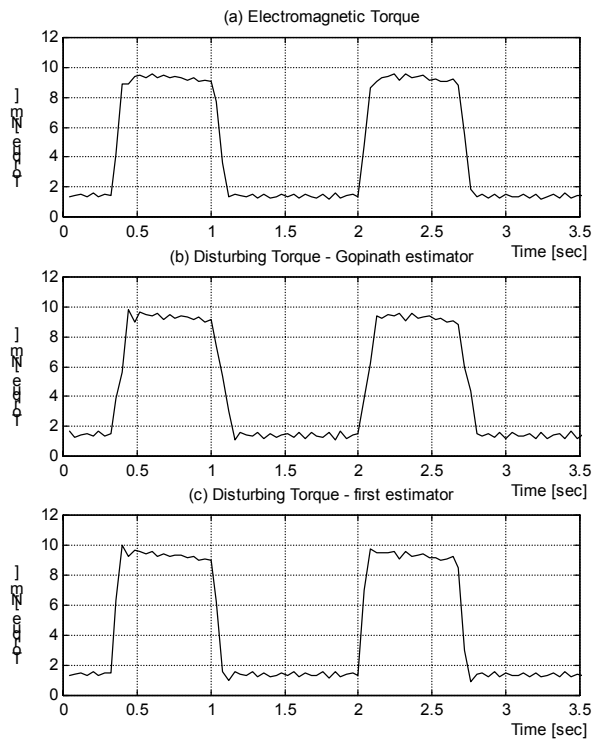 (a) Electromagnetic Torque
12
10
8
6
4
2
0
0 0.5 1 1.5 2 2.5 3 3.5
Time [sec]
(b) Disturbing Torque - Gopinath estimator
12
10
8
6
4
2
0
0 0.5 1 1.5 2 2.5 3 3.5
Time [sec]
(c) Disturbing Torque - first estimator
12
10
8
6
4
2
0
0 0.5 1 1.5 2 2.5 3 3.5
Time [sec]